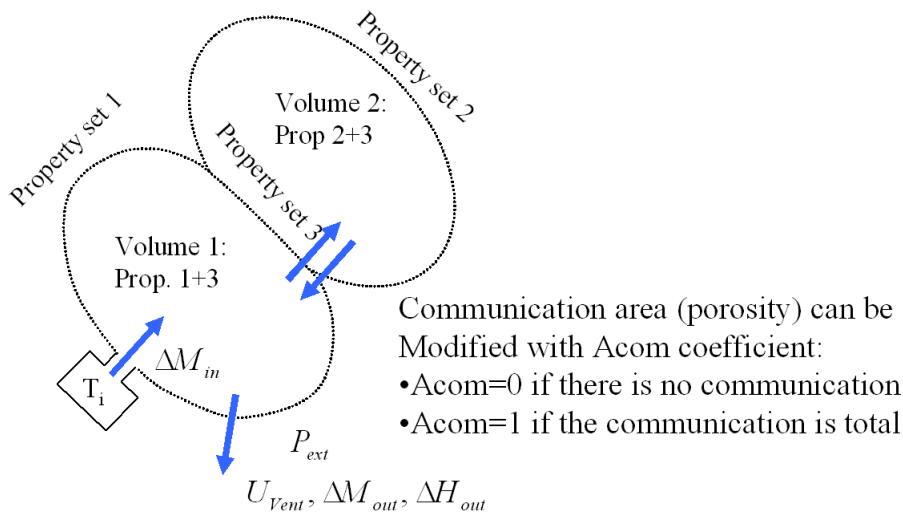 Property set 1
Property set 2
Volume 2:
Prop 2+3
Property set 3
Volume 1:
Prop. 1+3
ΔM_in
T_i
P_ext
U_Vent, ΔM_out, ΔH_out
Communication area (porosity) can be
Modified with Acom coefficient:
•Acom=0 if there is no communication
•Acom=1 if the communication is total